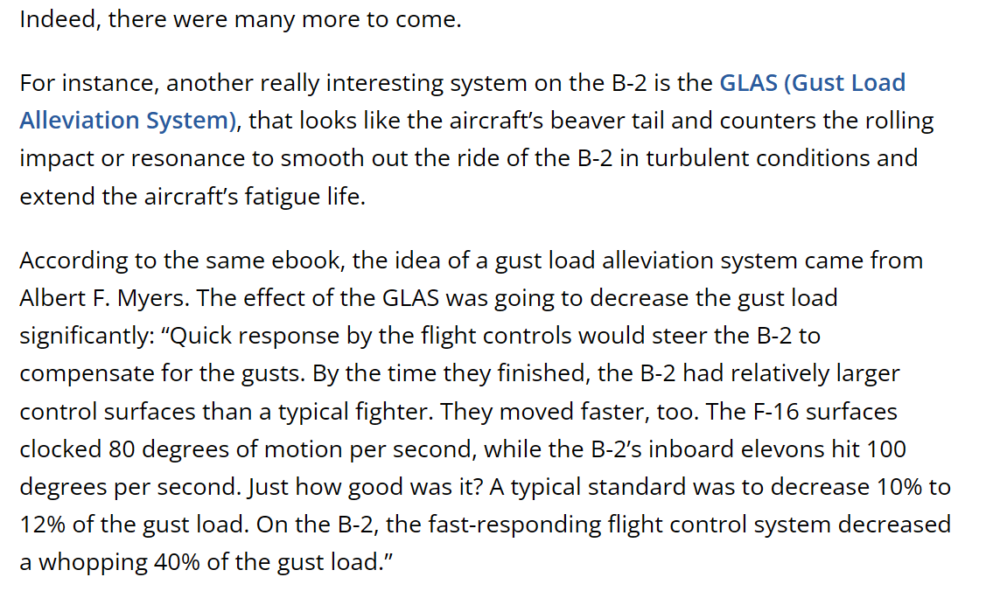 Indeed, there were many more to come.
For instance, another really interesting system on the B-2 is the GLAS (Gust Load
Alleviation System), that looks like the aircraft’s beaver tail and counters the rolling
impact or resonance to smooth out the ride of the B-2 in turbulent conditions and
extend the aircraft’s fatigue life.
According to the same ebook, the idea of a gust load alleviation system came from
Albert F. Myers. The effect of the GLAS was going to decrease the gust load
significantly: “Quick response by the flight controls would steer the B-2 to
compensate for the gusts. By the time they finished, the B-2 had relatively larger
control surfaces than a typical fighter. They moved faster, too. The F-16 surfaces
clocked 80 degrees of motion per second, while the B-2’s inboard elevons hit 100
degrees per second. Just how good was it? A typical standard was to decrease 10% to
12% of the gust load. On the B-2, the fast-responding flight control system decreased
a whopping 40% of the gust load.”